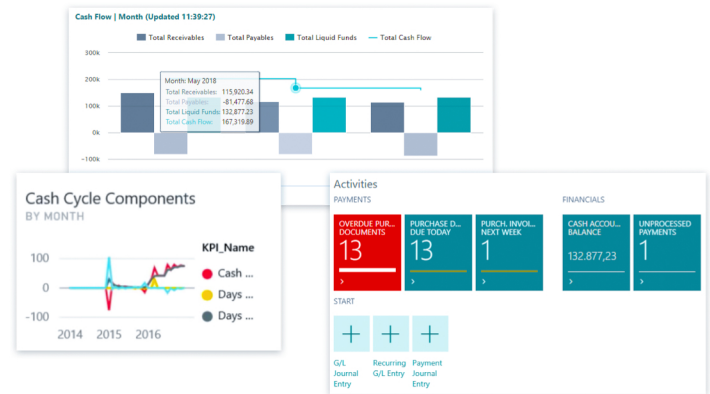 Cash Flow | Month (Updated 11:39:27)
Total Receivables Total Payables Total Liquid Funds Total Cash Flow
300k
200k
100k
0k
-100k
Month: May 2018
Total Receivables: 115,920.34
Total Payables: -81,477.68
Total Liquid Funds: 132,877.23
Total Cash Flow: 167,319.89
Cash Cycle Components
BY MONTH
KPI_Name
Cash ...
Days ...
Days ...
100
0
-100
2014 2015 2016
Activities
PAYMENTS
OVERDUE PUR...
DOCUMENTS
13
>
PURCHASE D...
DUE TODAY
13
>
PURCH. INVOI...
NEXT WEEK
1
>
FINANCIALS
CASH ACCOU...
BALANCE
132.877,23
>
UNPROCESSED
PAYMENTS
1
>
START
+
G/L
Journal
Entry
+
Recurring
G/L Entry
+
Payment
Journal
Entry